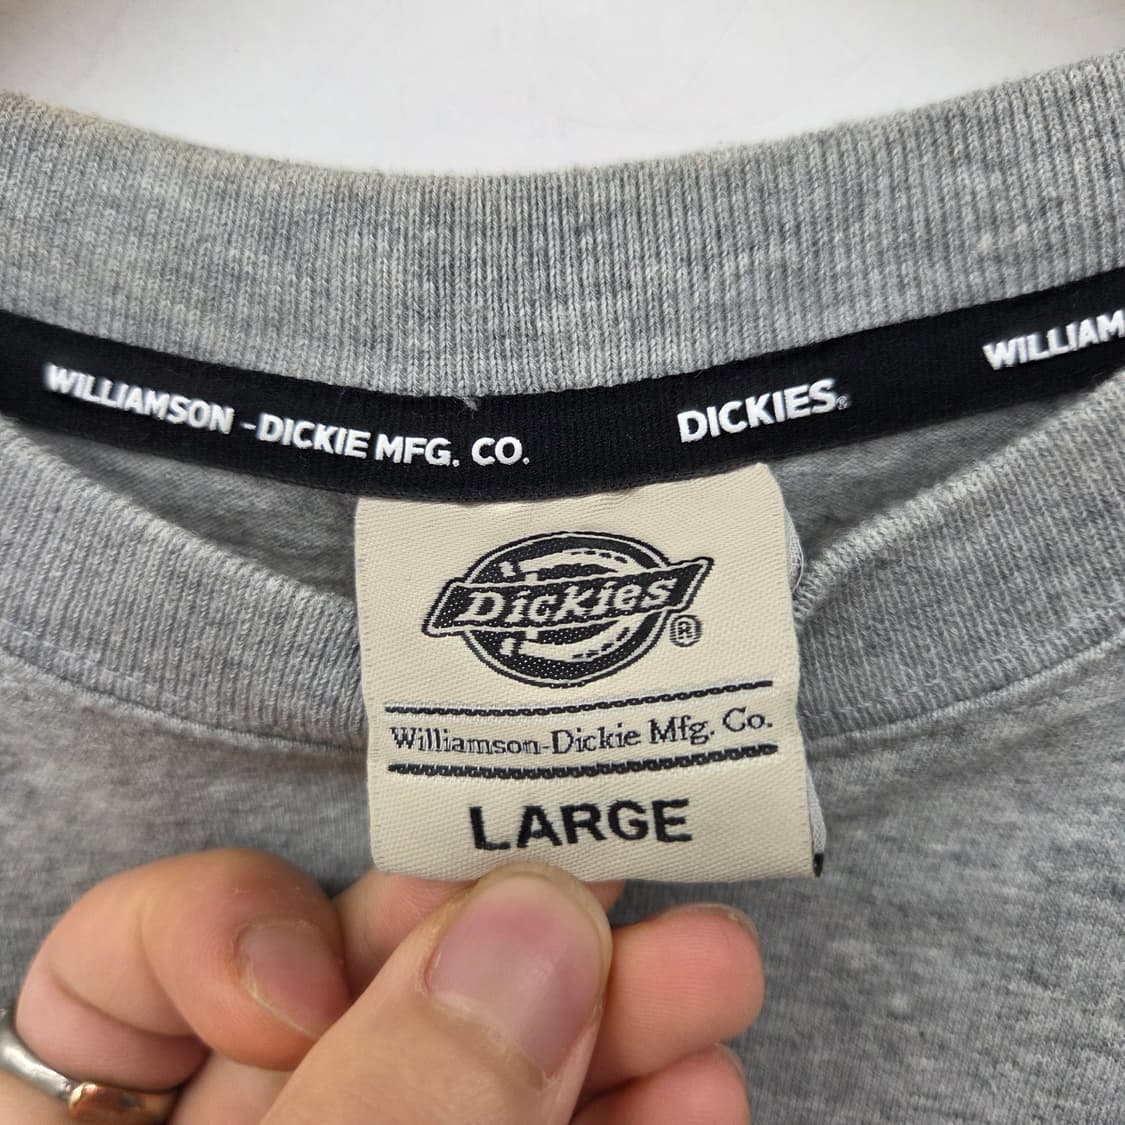 WILLIAMSON -DICKIE MFG. CO. DICKIES® WILLIAM
Dickies
®
Williamson-Dickie Mfg. Co.
LARGE